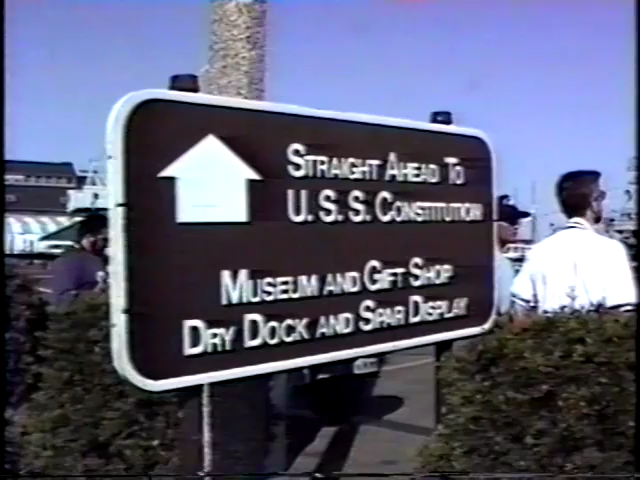 STRAIGHT AHEAD TO
U.S.S. CONSTITUTION
MUSEUM AND GIFT SHOP
DRY DOCK AND SPAR DISPLAY